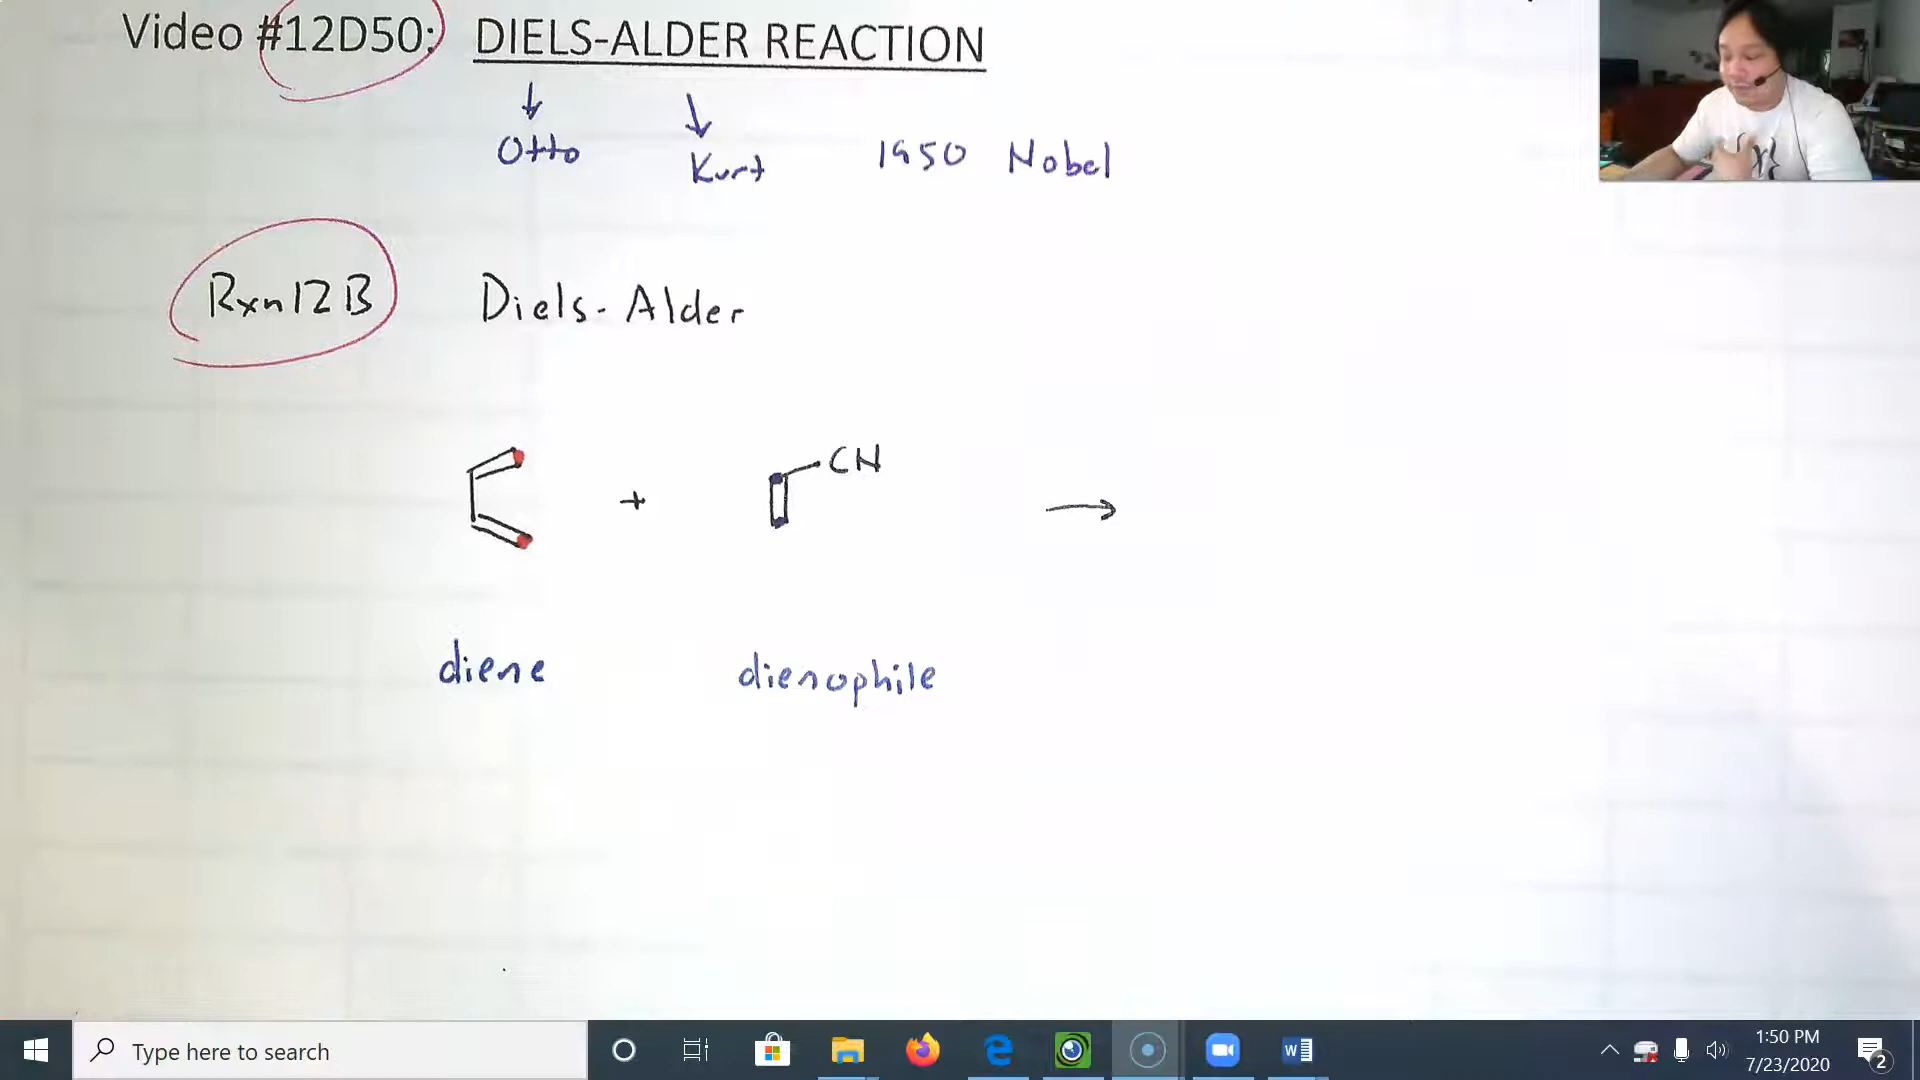 Video #12D50: DIELS-ALDER REACTION
↓ ↓
Otto Kurt 1950 Nobel
Rxn12B Diels-Alder
+ CN →
diene dienophile
Type here to search
1:50 PM
7/23/2020
2